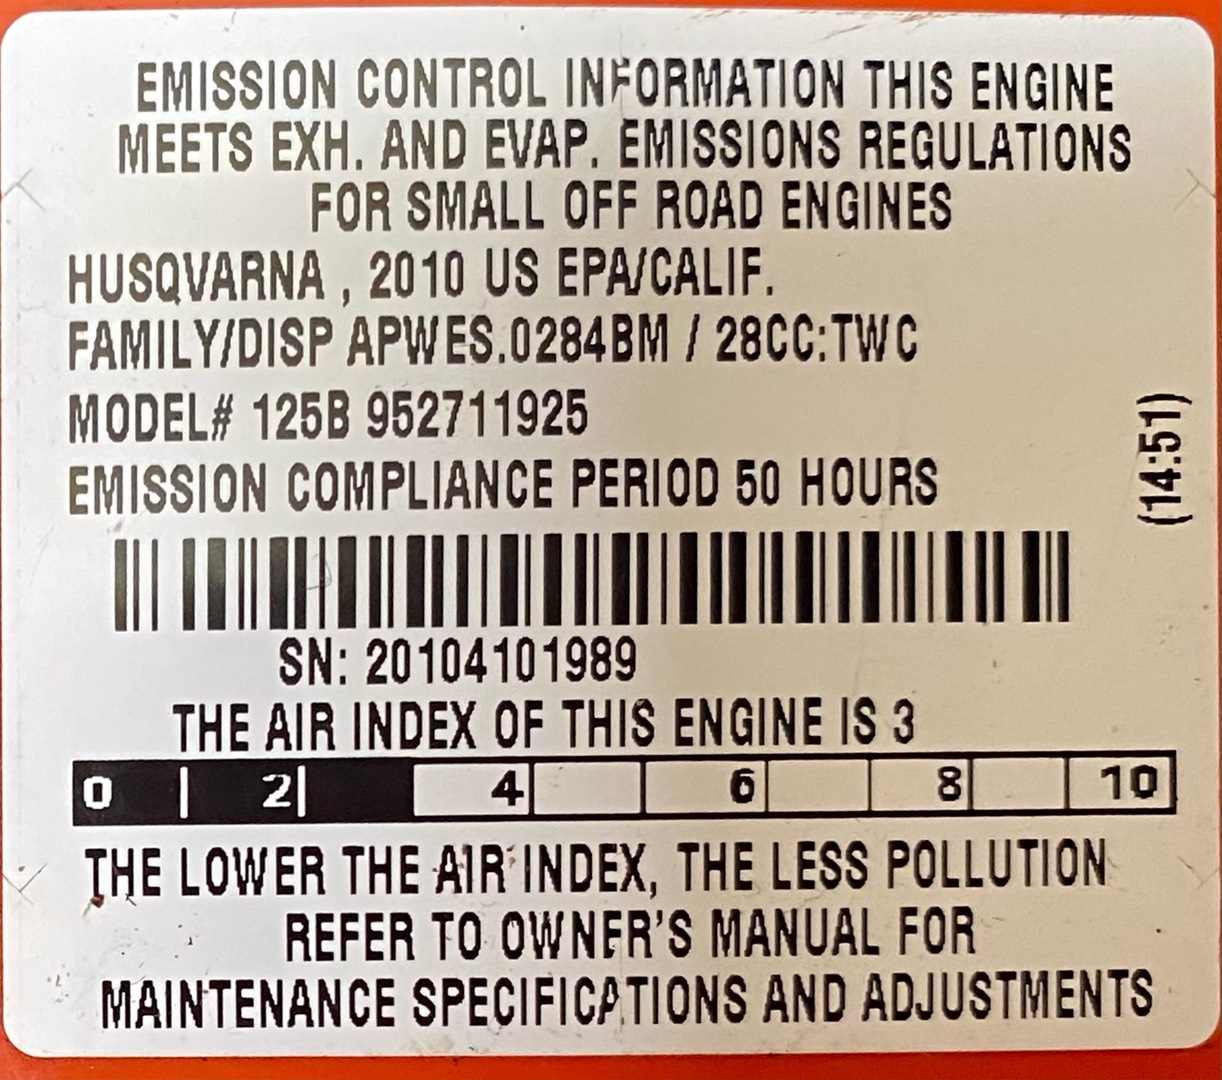 EMISSION CONTROL INFORMATION THIS ENGINE
MEETS EXH. AND EVAP. EMISSIONS REGULATIONS
FOR SMALL OFF ROAD ENGINES
HUSQVARNA , 2010 US EPA/CALIF.
FAMILY/DISP APWES.0284BM / 28CC:TWC
MODEL# 125B 952711925
EMISSION COMPLIANCE PERIOD 50 HOURS
(14:51)
SN: 20104101989
THE AIR INDEX OF THIS ENGINE IS 3
0 | 2| 4 6 8 10
THE LOWER THE AIR INDEX, THE LESS POLLUTION
REFER TO OWNER'S MANUAL FOR
MAINTENANCE SPECIFICATIONS AND ADJUSTMENTS